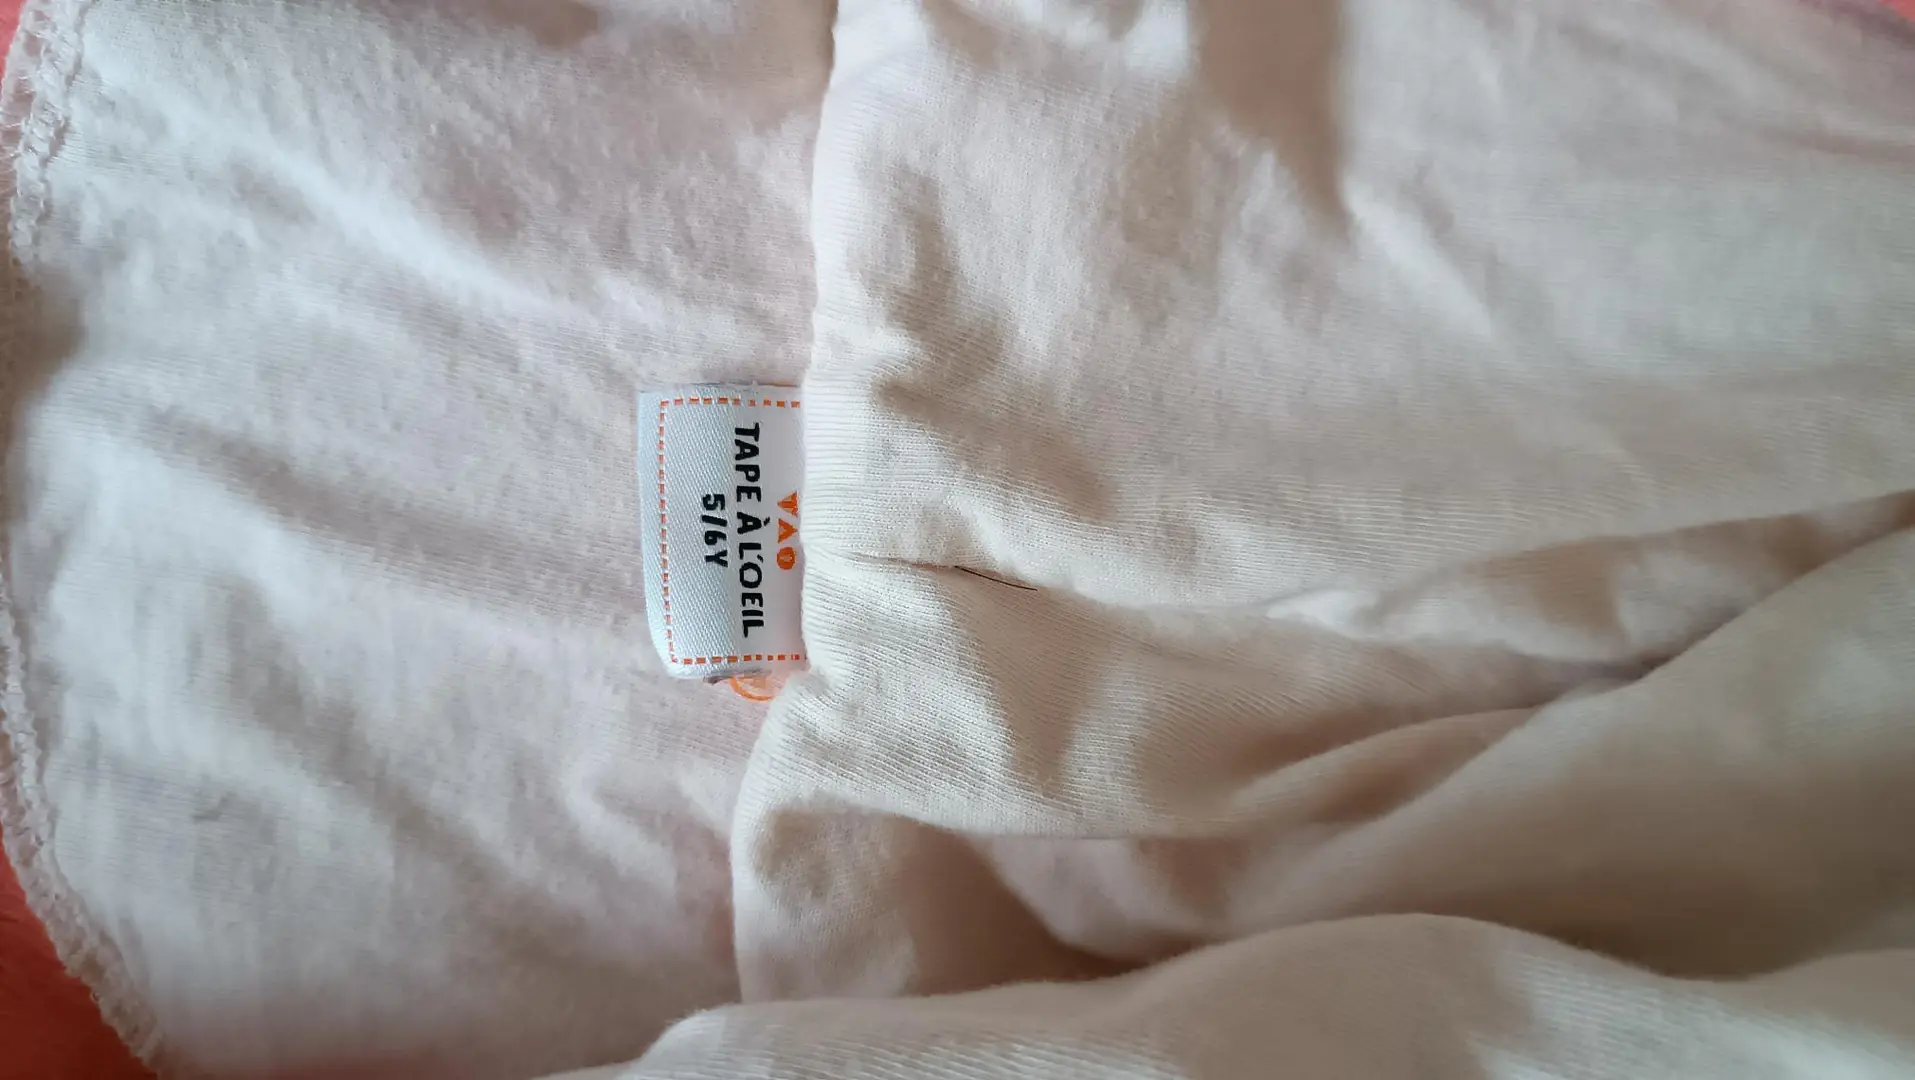 TAO
TAPE À L'OEIL
5/6Y